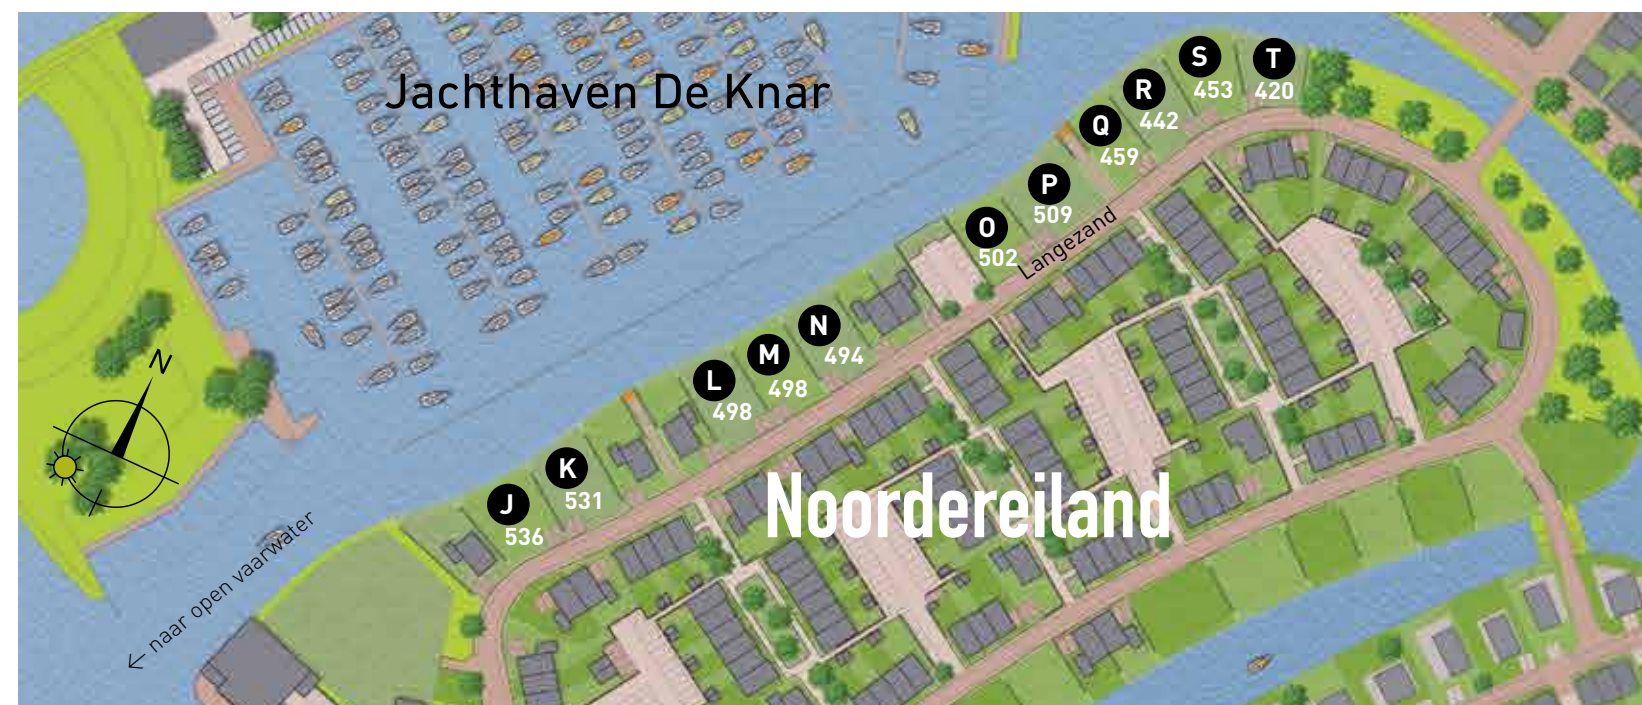 Jachthaven De Knar
S
453
T
420
R
442
Q
459
P
509
O
502
Langezand
N
494
M
498
L
498
K
531
J
536
N
Noordereiland
← naar open vaarwater